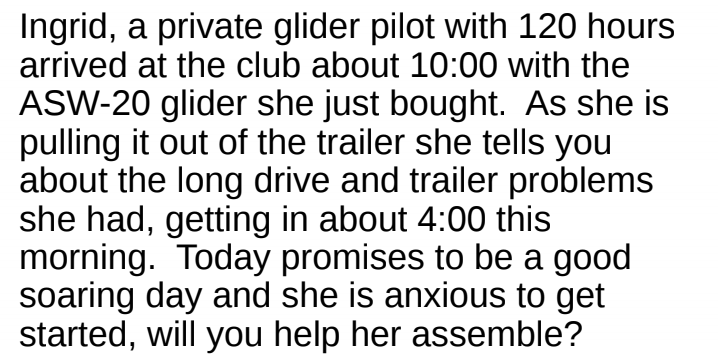 Ingrid, a private glider pilot with 120 hours
arrived at the club about 10:00 with the
ASW-20 glider she just bought.  As she is
pulling it out of the trailer she tells you
about the long drive and trailer problems
she had, getting in about 4:00 this
morning.  Today promises to be a good
soaring day and she is anxious to get
started, will you help her assemble?